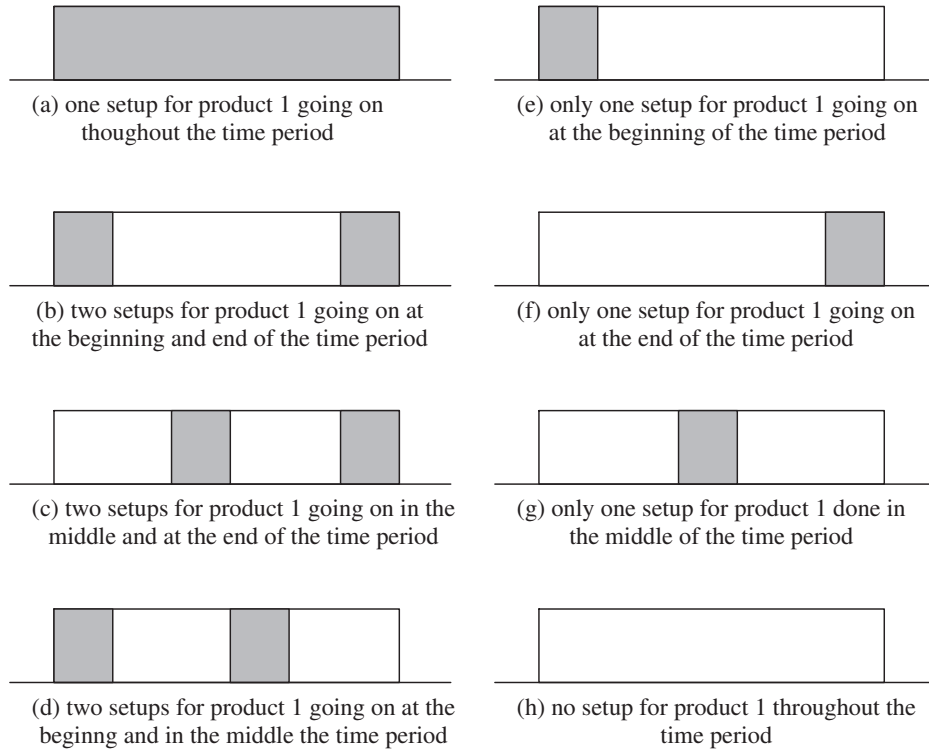 (a) one setup for product 1 going on
thoughout the time period
(e) only one setup for product 1 going on
at the beginning of the time period
(b) two setups for product 1 going on at
the beginning and end of the time period
(f) only one setup for product 1 going on
at the end of the time period
(c) two setups for product 1 going on in the
middle and at the end of the time period
(g) only one setup for product 1 done in
the middle of the time period
(d) two setups for product 1 going on at the
beginng and in the middle the time period
(h) no setup for product 1 throughout the
time period